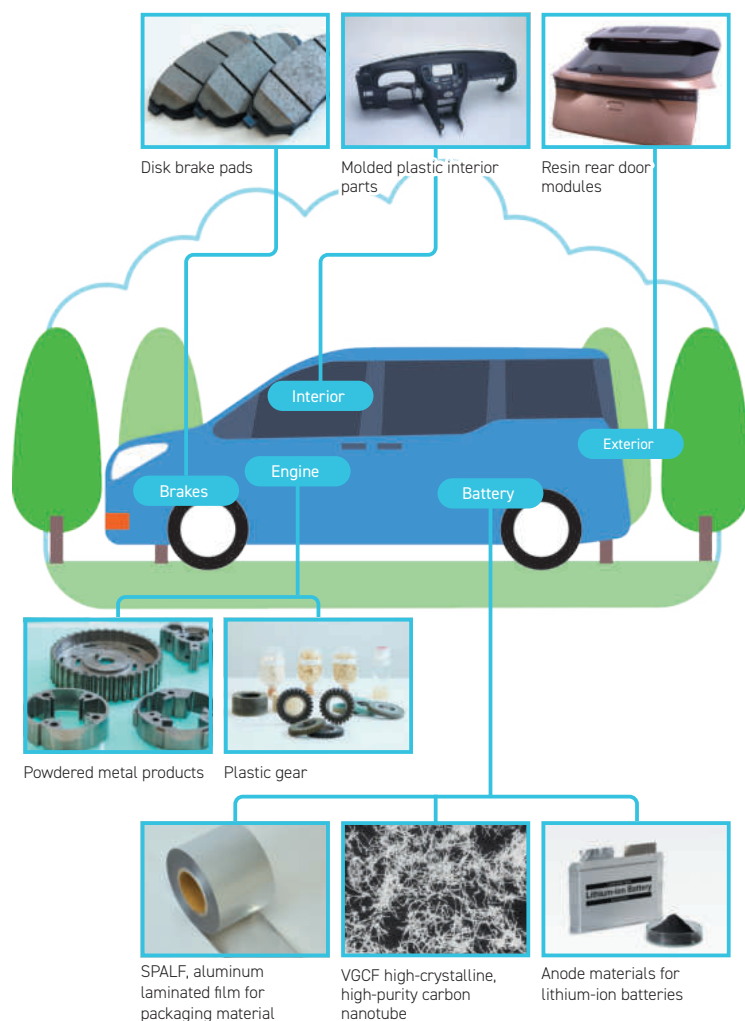 Disk brake pads
Molded plastic interior
parts
Resin rear door
modules
Interior
Exterior
Engine
Brakes
Battery
Powdered metal products
Plastic gear
Lithium-ion Battery
SPALF, aluminum
laminated film for
packaging material
VGCF high-crystalline,
high-purity carbon
nanotube
Anode materials for
lithium-ion batteries